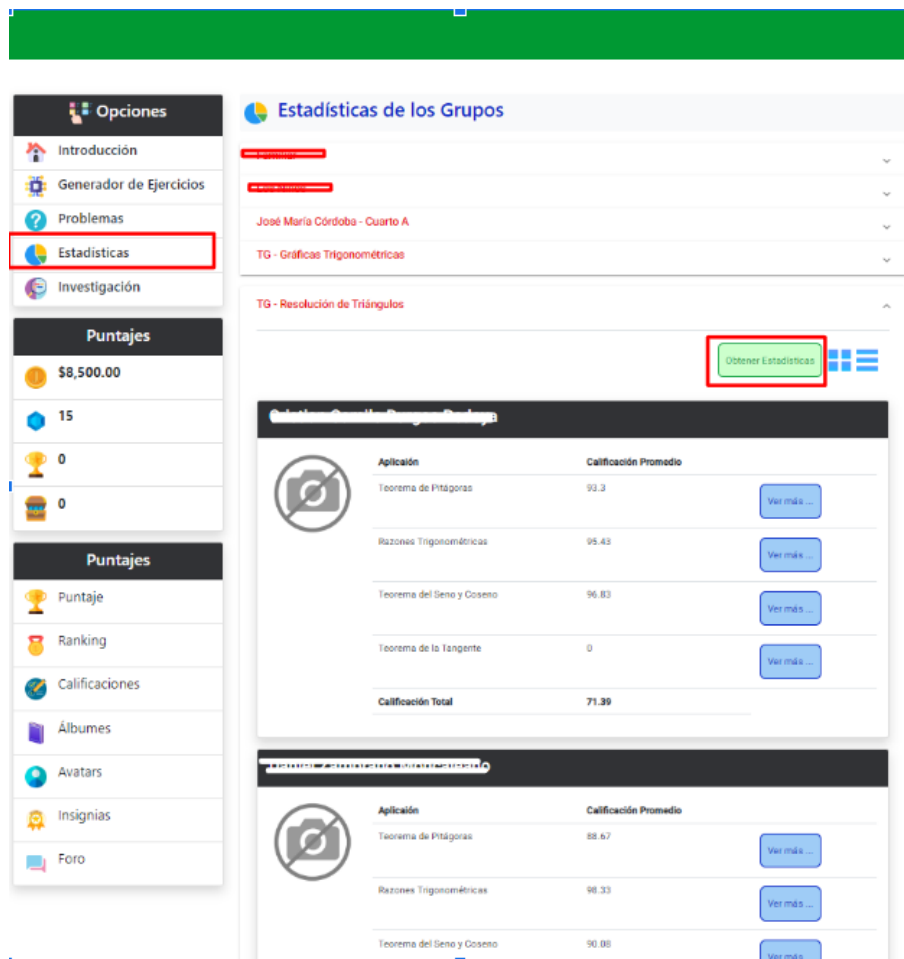 Opciones
Introducción
Generador de Ejercicios
Problemas
Estadísticas
Investigación
Puntajes
$8,500.00
15
0
0
Puntajes
Puntaje
Ranking
Calificaciones
Álbumes
Avatars
Insignias
Foro
Estadísticas de los Grupos
José María Córdoba - Cuarto A
TG - Gráficas Trigonométricas
TG - Resolución de Triángulos
Obtener Estadísticas
Aplicaión Calificación Promedio
Teorema de Pitágoras 93.3 Ver más ...
Razones Trigonométricas 95.43 Ver más ...
Teorema del Seno y Coseno 96.83 Ver más ...
Teorema de la Tangente 0 Ver más ...
Calificación Total 71.39
Aplicaión Calificación Promedio
Teorema de Pitágoras 88.67 Ver más ...
Razones Trigonométricas 98.33 Ver más ...
Teorema del Seno y Coseno 90.08 Ver más ...